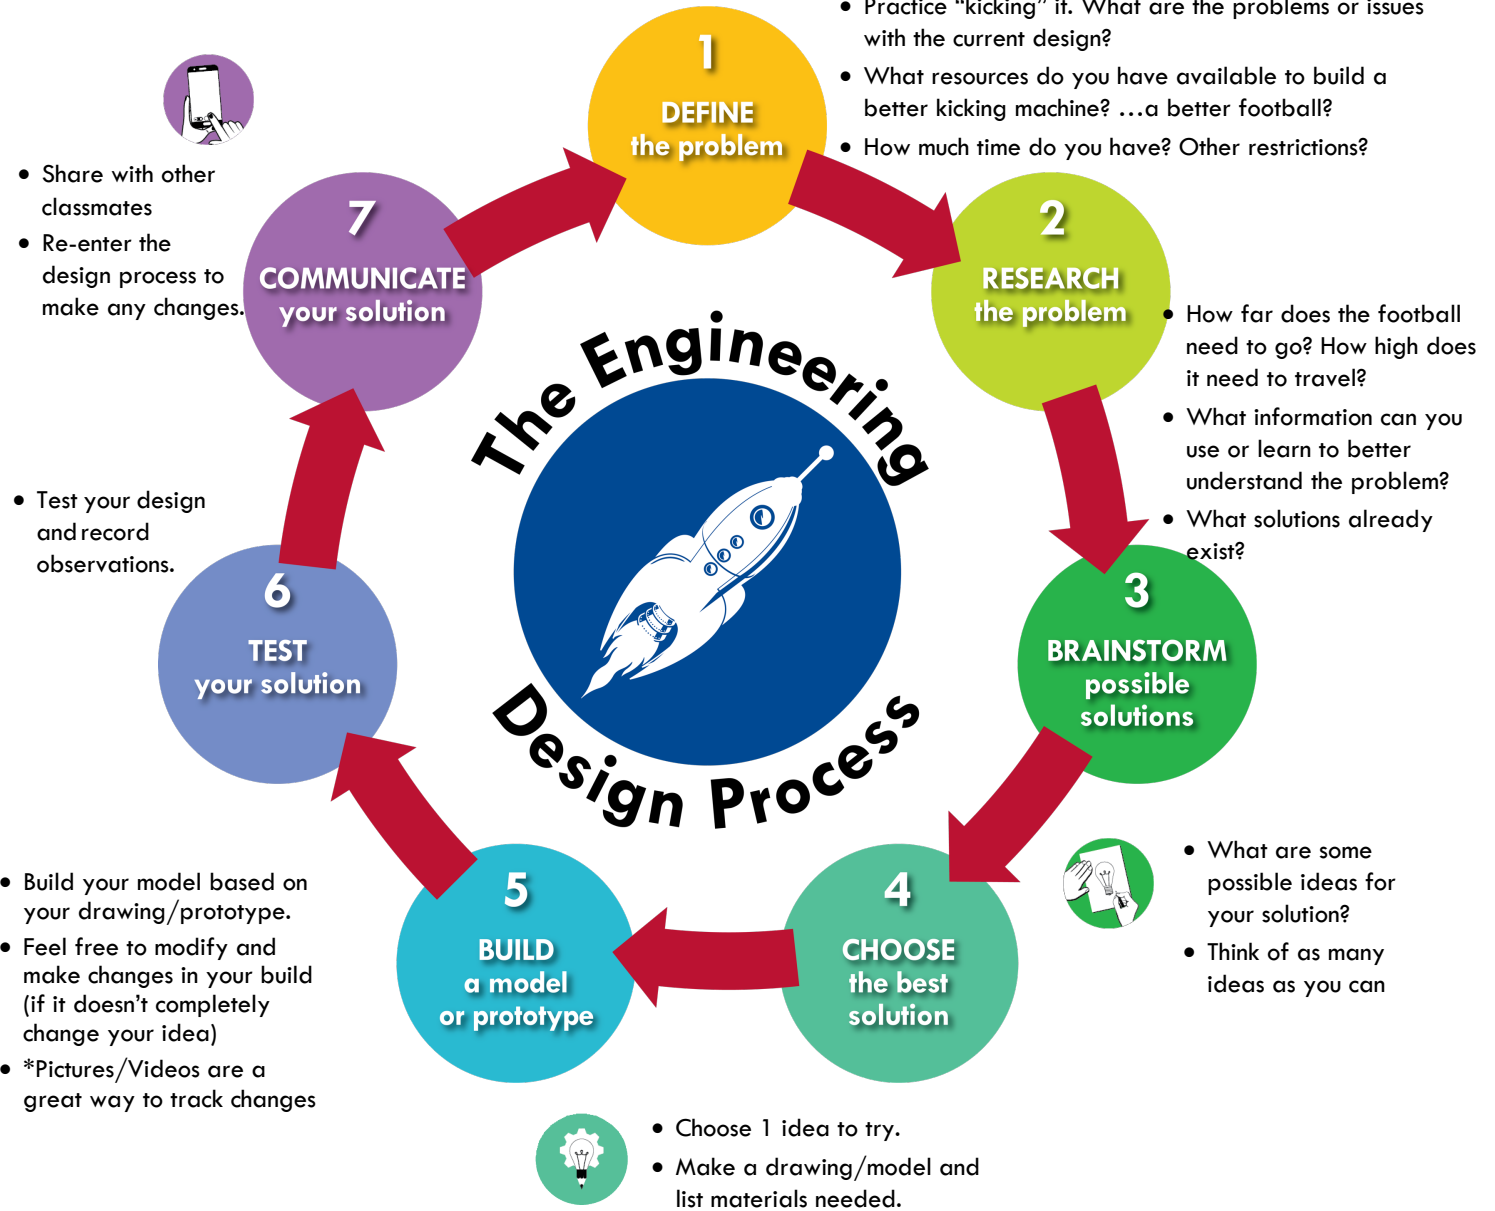 • Practice “kicking” it. What are the problems or issues
with the current design?
• What resources do you have available to build a
better kicking machine? …a better football?
• How much time do you have? Other restrictions?
1
DEFINE
the problem
2
RESEARCH
the problem
• How far does the football
need to go? How high does
it need to travel?
• What information can you
use or learn to better
understand the problem?
• What solutions already
exist?
3
BRAINSTORM
possible
solutions
• What are some
possible ideas for
your solution?
• Think of as many
ideas as you can
4
CHOOSE
the best
solution
• Choose 1 idea to try.
• Make a drawing/model and
list materials needed.
5
BUILD
a model
or prototype
• Build your model based on
your drawing/prototype.
• Feel free to modify and
make changes in your build
(if it doesn’t completely
change your idea)
• *Pictures/Videos are a
great way to track changes
6
TEST
your solution
• Test your design
and record
observations.
7
COMMUNICATE
your solution
• Share with other
classmates
• Re-enter the
design process to
make any changes.
The Engineering
Design Process